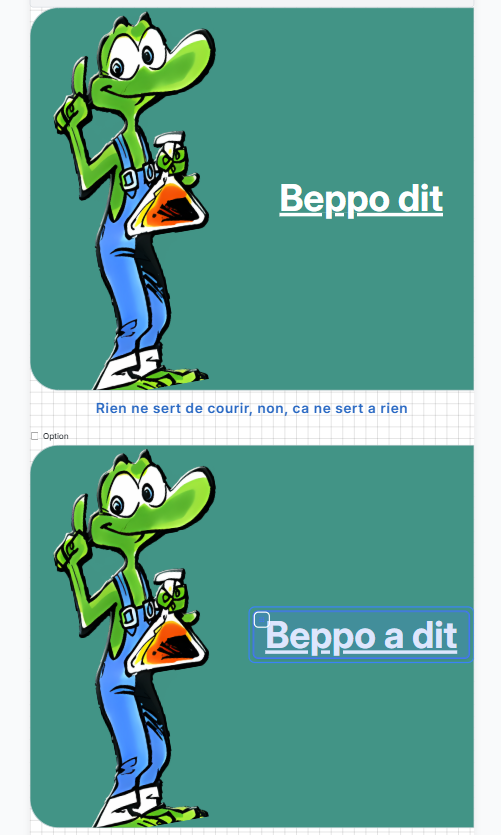 Beppo dit
Rien ne sert de courir, non, ca ne sert a rien
Option
Beppo a dit